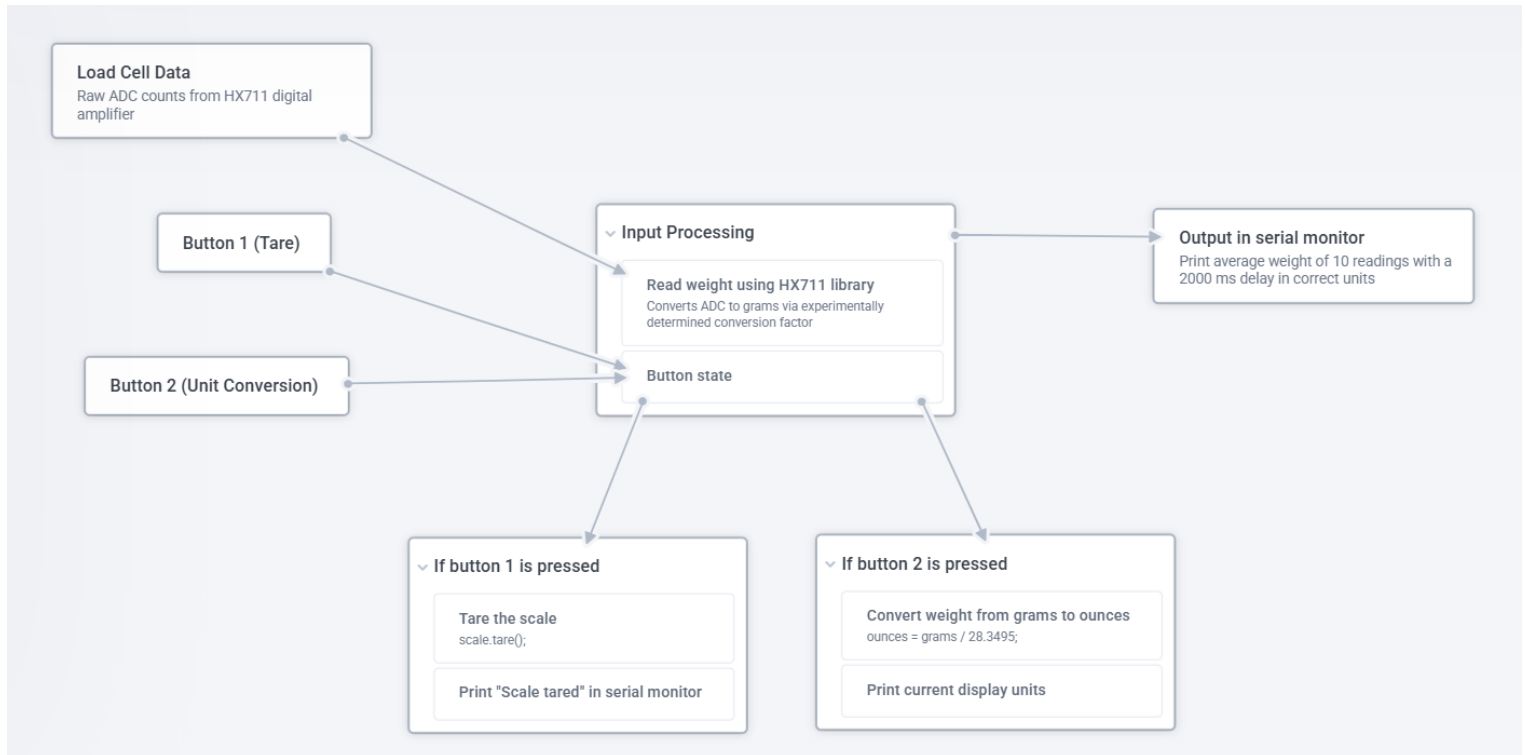 Load Cell Data
Raw ADC counts from HX711 digital
amplifier
Button 1 (Tare)
Button 2 (Unit Conversion)
Input Processing
Read weight using HX711 library
Converts ADC to grams via experimentally
determined conversion factor
Button state
Output in serial monitor
Print average weight of 10 readings with a
2000 ms delay in correct units
If button 1 is pressed
Tare the scale
scale.tare();
Print "Scale tared" in serial monitor
If button 2 is pressed
Convert weight from grams to ounces
ounces = grams / 28.3495;
Print current display units